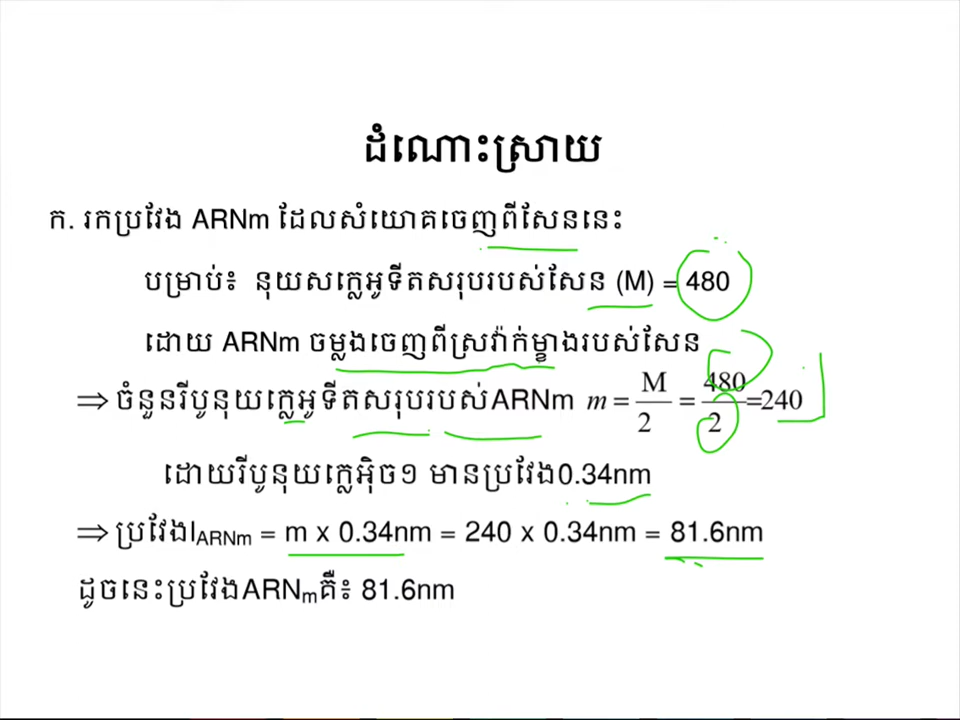 ដំណោះស្រាយ
ក. រកប្រវែង ARNm ដែលសំយោគចេញពីសែននេះ
បម្រាប់៖ នុយសក្លេអូទីតសរុបរបស់សែន (M) = 480
ដោយ ARNm ចម្លងចេញពីស្រវ៉ាក់ម្ខាងរបស់សែន
⇒ ចំនួនរីបូនុយក្លេអូទីតសរុបរបស់ARNm m = M/2 = 480/2 =240
ដោយរីបូនុយក្លេអ៊ិច១ មានប្រវែង0.34nm
⇒ ប្រវែងlARNm = m x 0.34nm = 240 x 0.34nm = 81.6nm
ដូចនេះប្រវែងARNmគឺ៖ 81.6nm